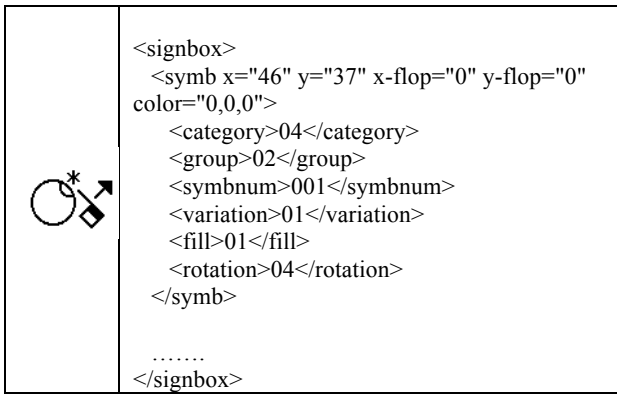 <signbox>
<symb x="46" y="37" x-flop="0" y-flop="0"
color="0,0,0">
<category>04</category>
<group>02</group>
<symbnum>001</symbnum>
<variation>01</variation>
<fill>01</fill>
<rotation>04</rotation>
</symb>
…….
</signbox>